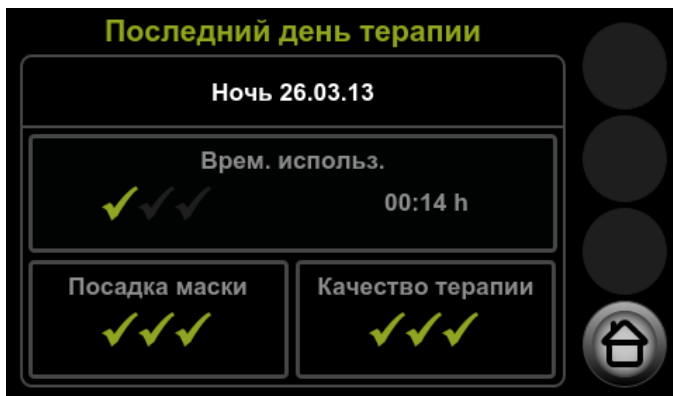 Последний день терапии
Ночь 26.03.13
Врем. использ.
00:14 h
Посадка маски
Качество терапии